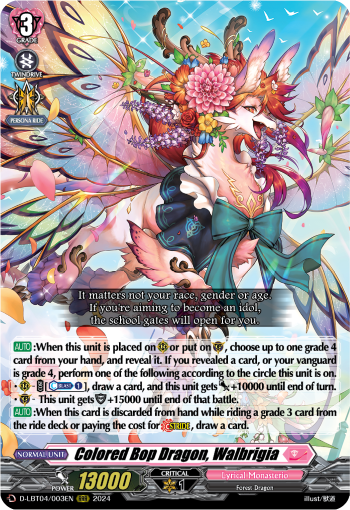 3
GRADE
TWINDRIVE
PERSONA RIDE
It matters not your race, gender or age.
If you're aiming to become an idol,
the school gates will open for you.
AUTO :When this unit is placed on or put on , choose up to one grade 4
card from your hand, and reveal it. If you revealed a card, or your vanguard
is grade 4, perform one of the following according to the circle this unit is on.
• - [ 1], draw a card, and this unit gets +10000 until end of turn.
• - This unit gets +15000 until end of that battle.
AUTO When this card is discarded from hand while riding a grade 3 card from
the ride deck or paying the cost for STRIDE, draw a card.
NORMAL UNIT
Colored Bop Dragon, Walbrigia
POWER 13000
CRITICAL 1
Lyrical Monasterio
Forest Dragon
D-LBT04/003EN 2024
illust/獣道